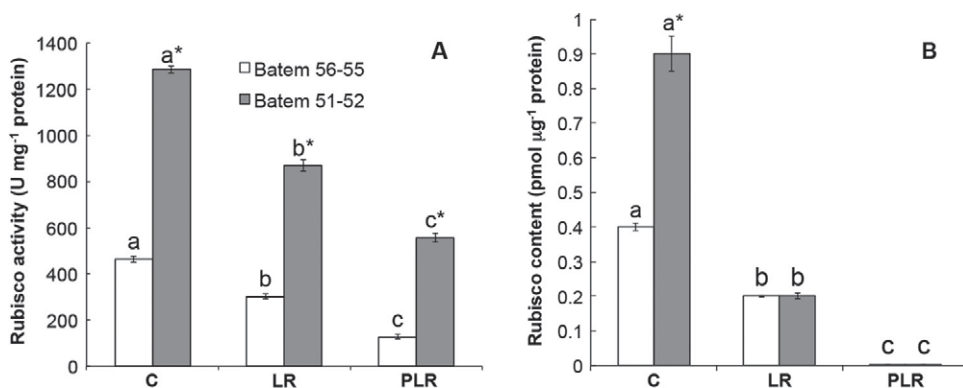 Rubisco activity (U mg⁻¹ protein)
1400
1200
1000
800
600
400
200
0
A
Batem 56-55
Batem 51-52
a
a*
b
b*
c
c*
C
LR
PLR
Rubisco content (pmol µg⁻¹ protein)
1
0.9
0.8
0.7
0.6
0.5
0.4
0.3
0.2
0.1
0
B
a
a*
b
b
c
c
C
LR
PLR